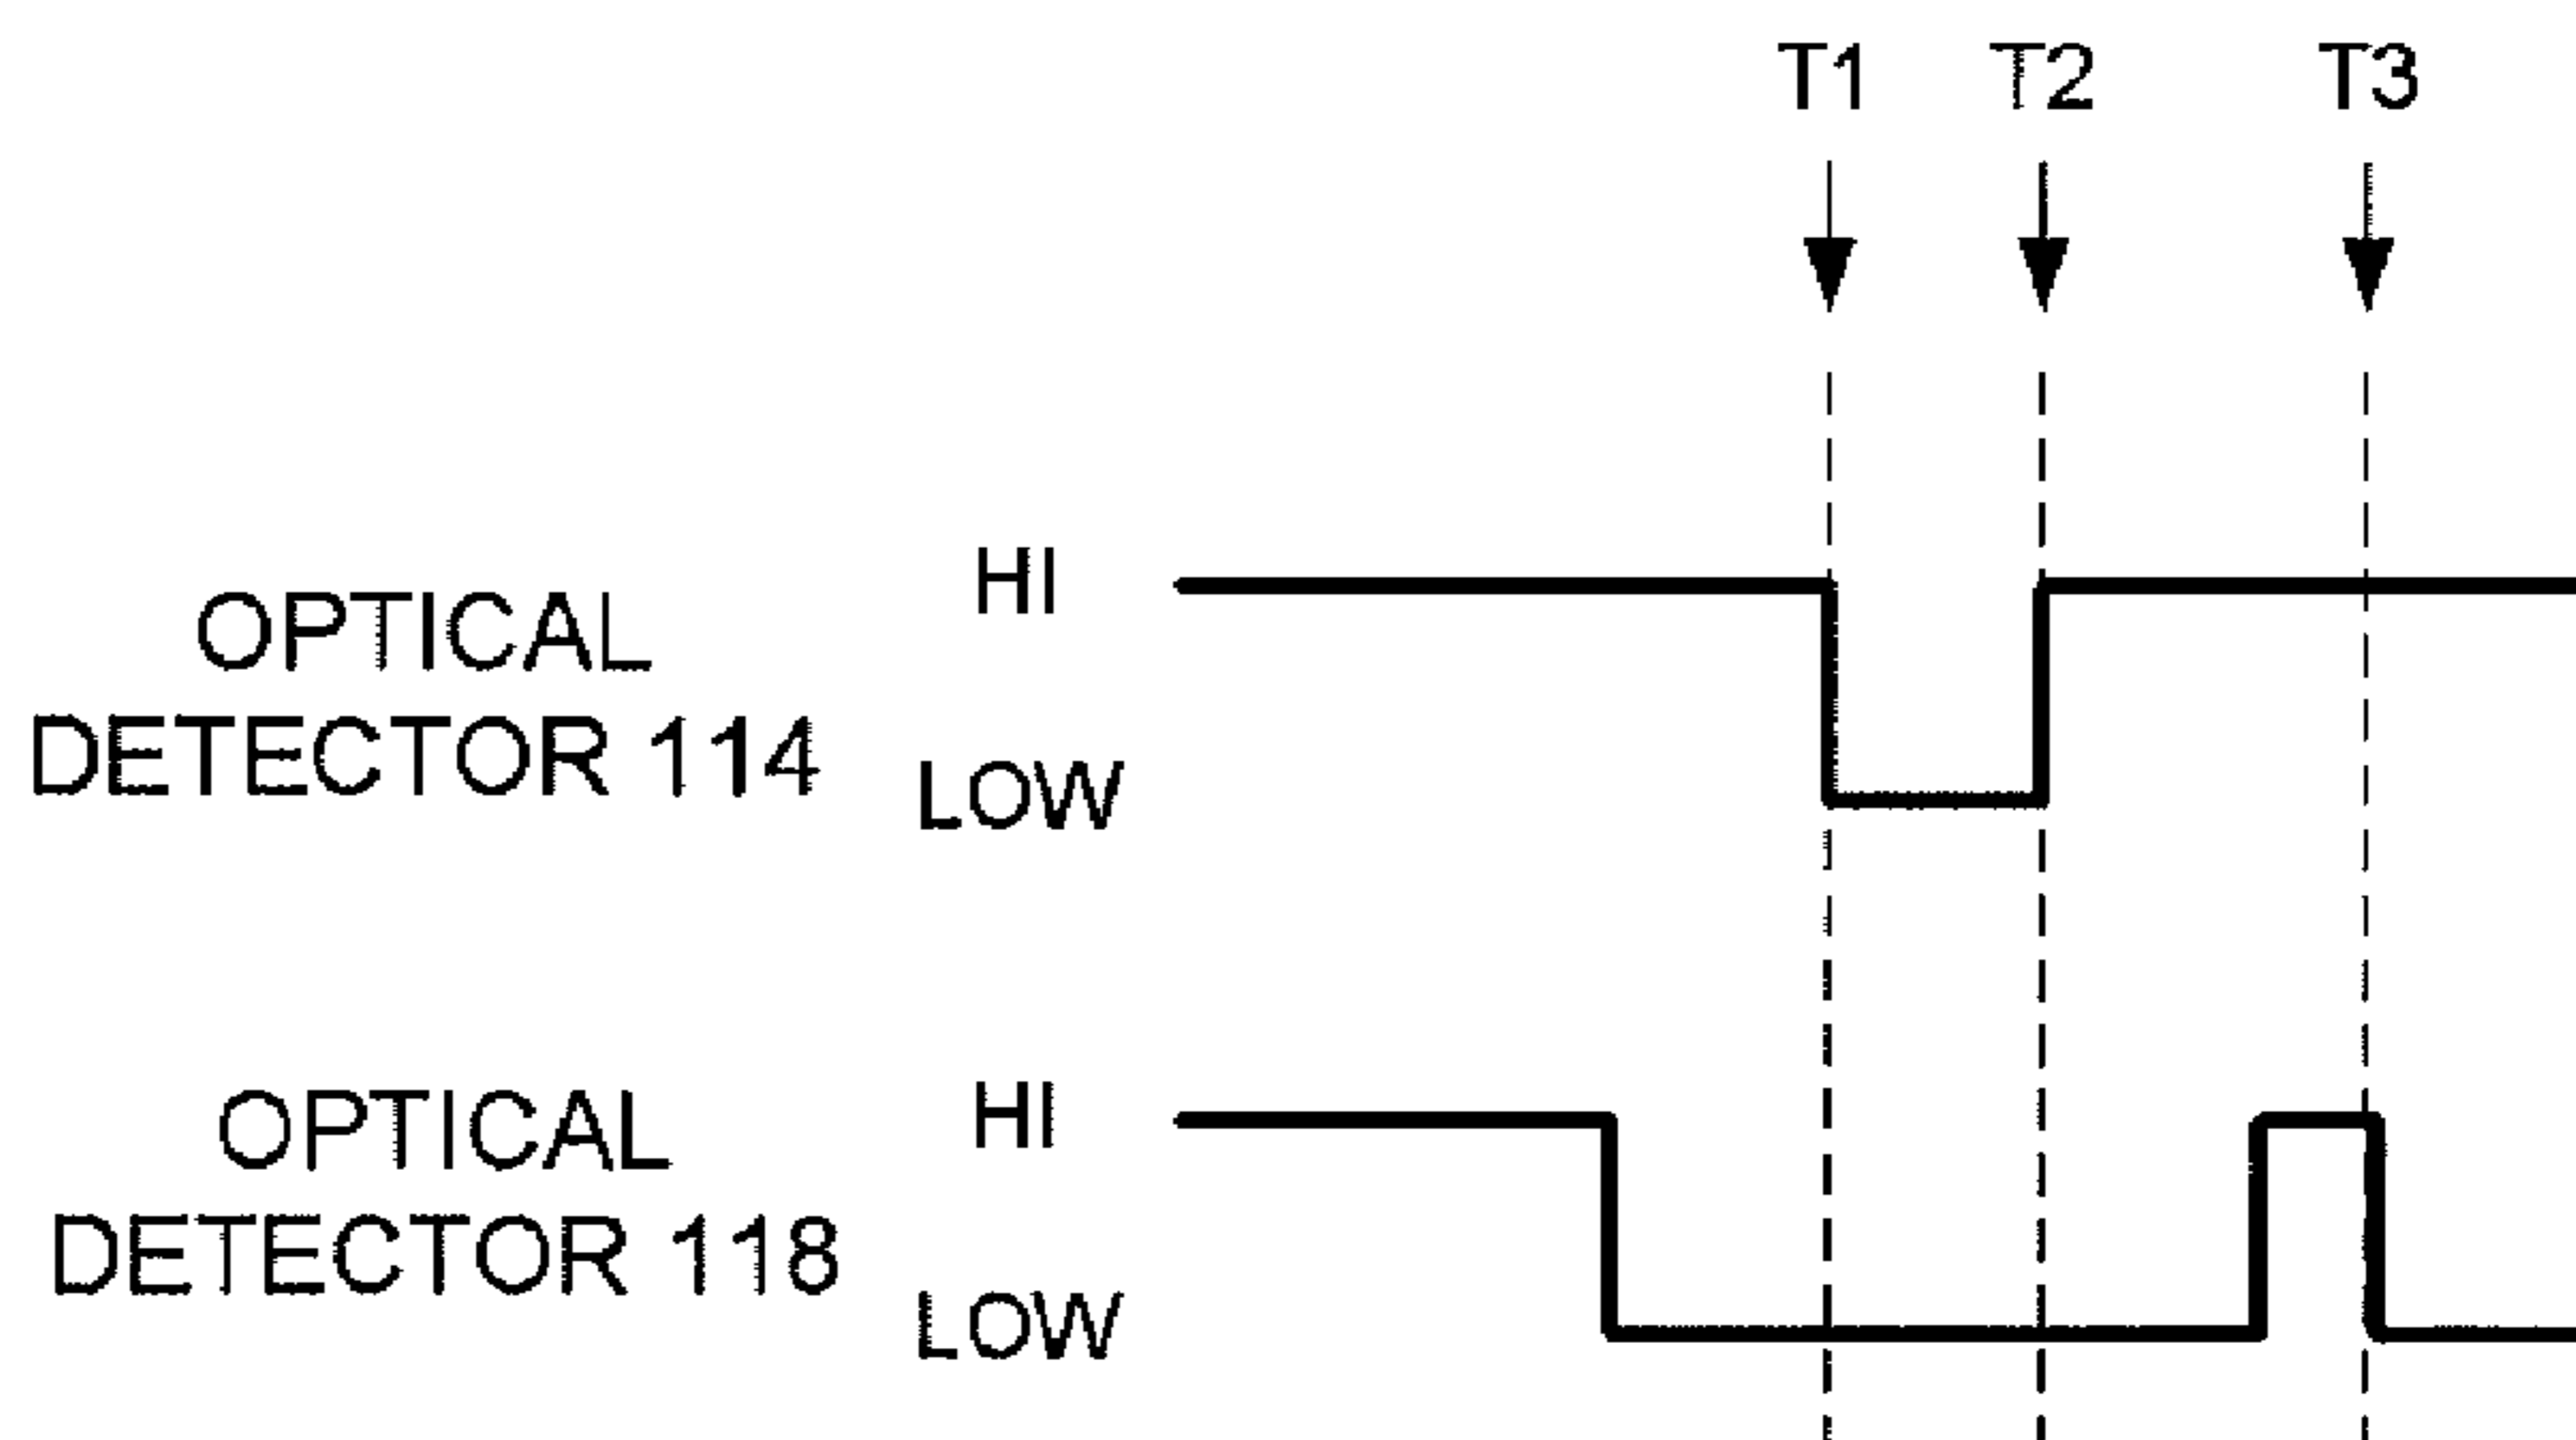 T1 T2 T3
HI
OPTICAL
DETECTOR 114
LOW
HI
OPTICAL
DETECTOR 118
LOW